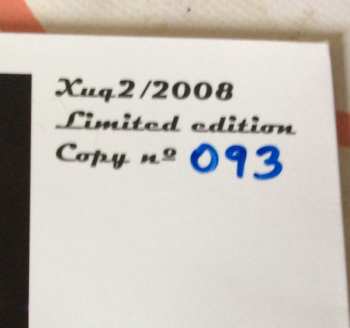 Xuq2/2008
Limited edition
Copy nº 093